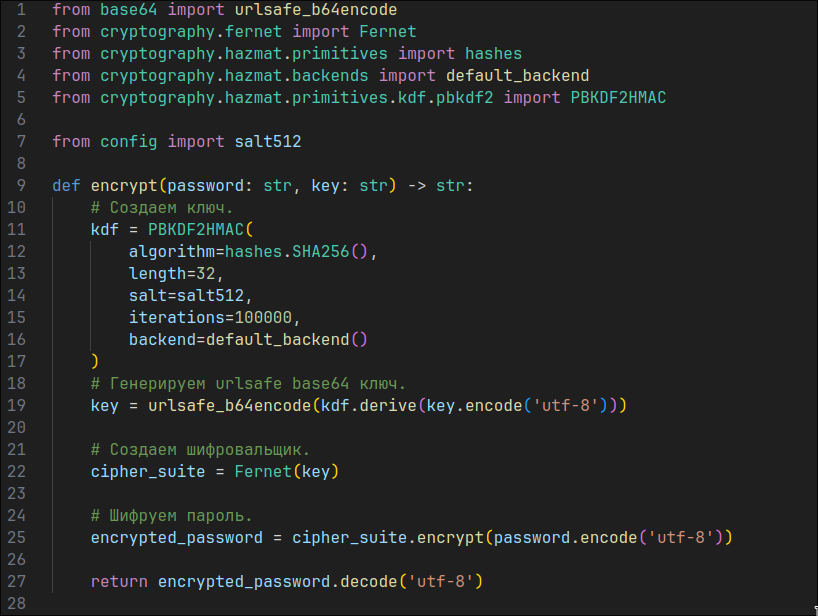 1 from base64 import urlsafe_b64encode
2 from cryptography.fernet import Fernet
3 from cryptography.hazmat.primitives import hashes
4 from cryptography.hazmat.backends import default_backend
5 from cryptography.hazmat.primitives.kdf.pbkdf2 import PBKDF2HMAC
6
7 from config import salt512
8
9 def encrypt(password: str, key: str) -> str:
10     # Создаем ключ.
11     kdf = PBKDF2HMAC(
12         algorithm=hashes.SHA256(),
13         length=32,
14         salt=salt512,
15         iterations=100000,
16         backend=default_backend()
17     )
18     # Генерируем urlsafe base64 ключ.
19     key = urlsafe_b64encode(kdf.derive(key.encode('utf-8')))
20
21     # Создаем шифровальщик.
22     cipher_suite = Fernet(key)
23
24     # Шифруем пароль.
25     encrypted_password = cipher_suite.encrypt(password.encode('utf-8'))
26
27     return encrypted_password.decode('utf-8')
28